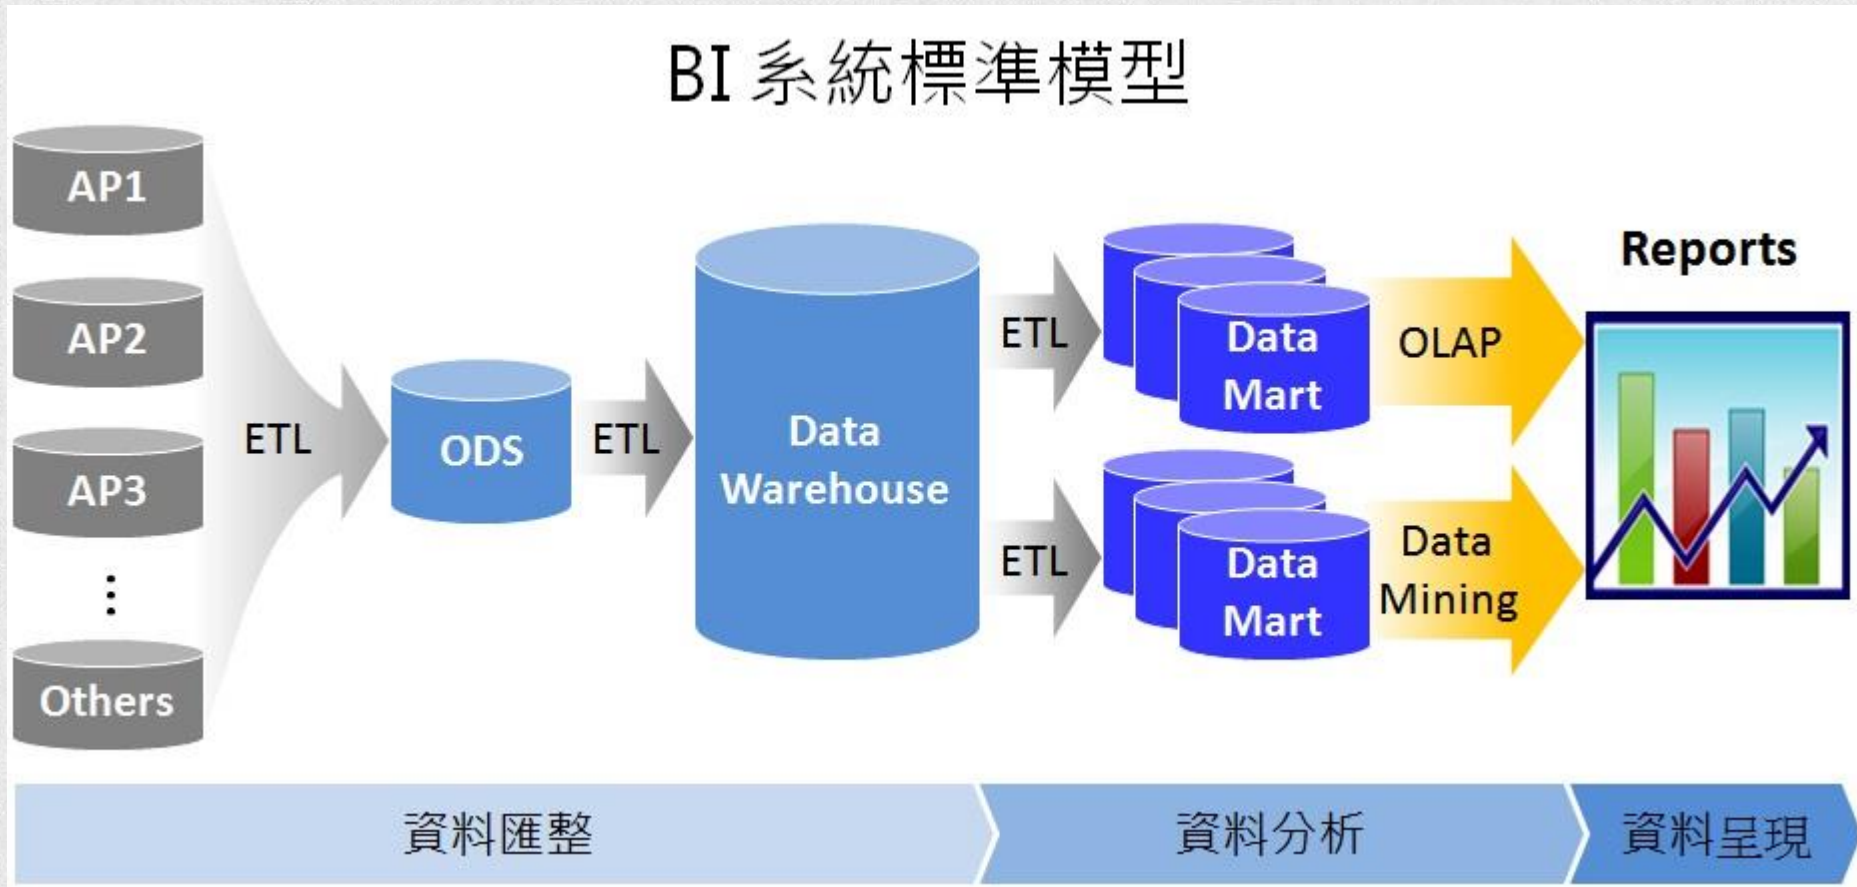 BI 系統標準模型
AP1
AP2
AP3
⋮
Others
ETL
ODS
ETL
Data
Warehouse
ETL
Data
Mart
OLAP
ETL
Data
Mart
Data
Mining
Reports
資料匯整
資料分析
資料呈現